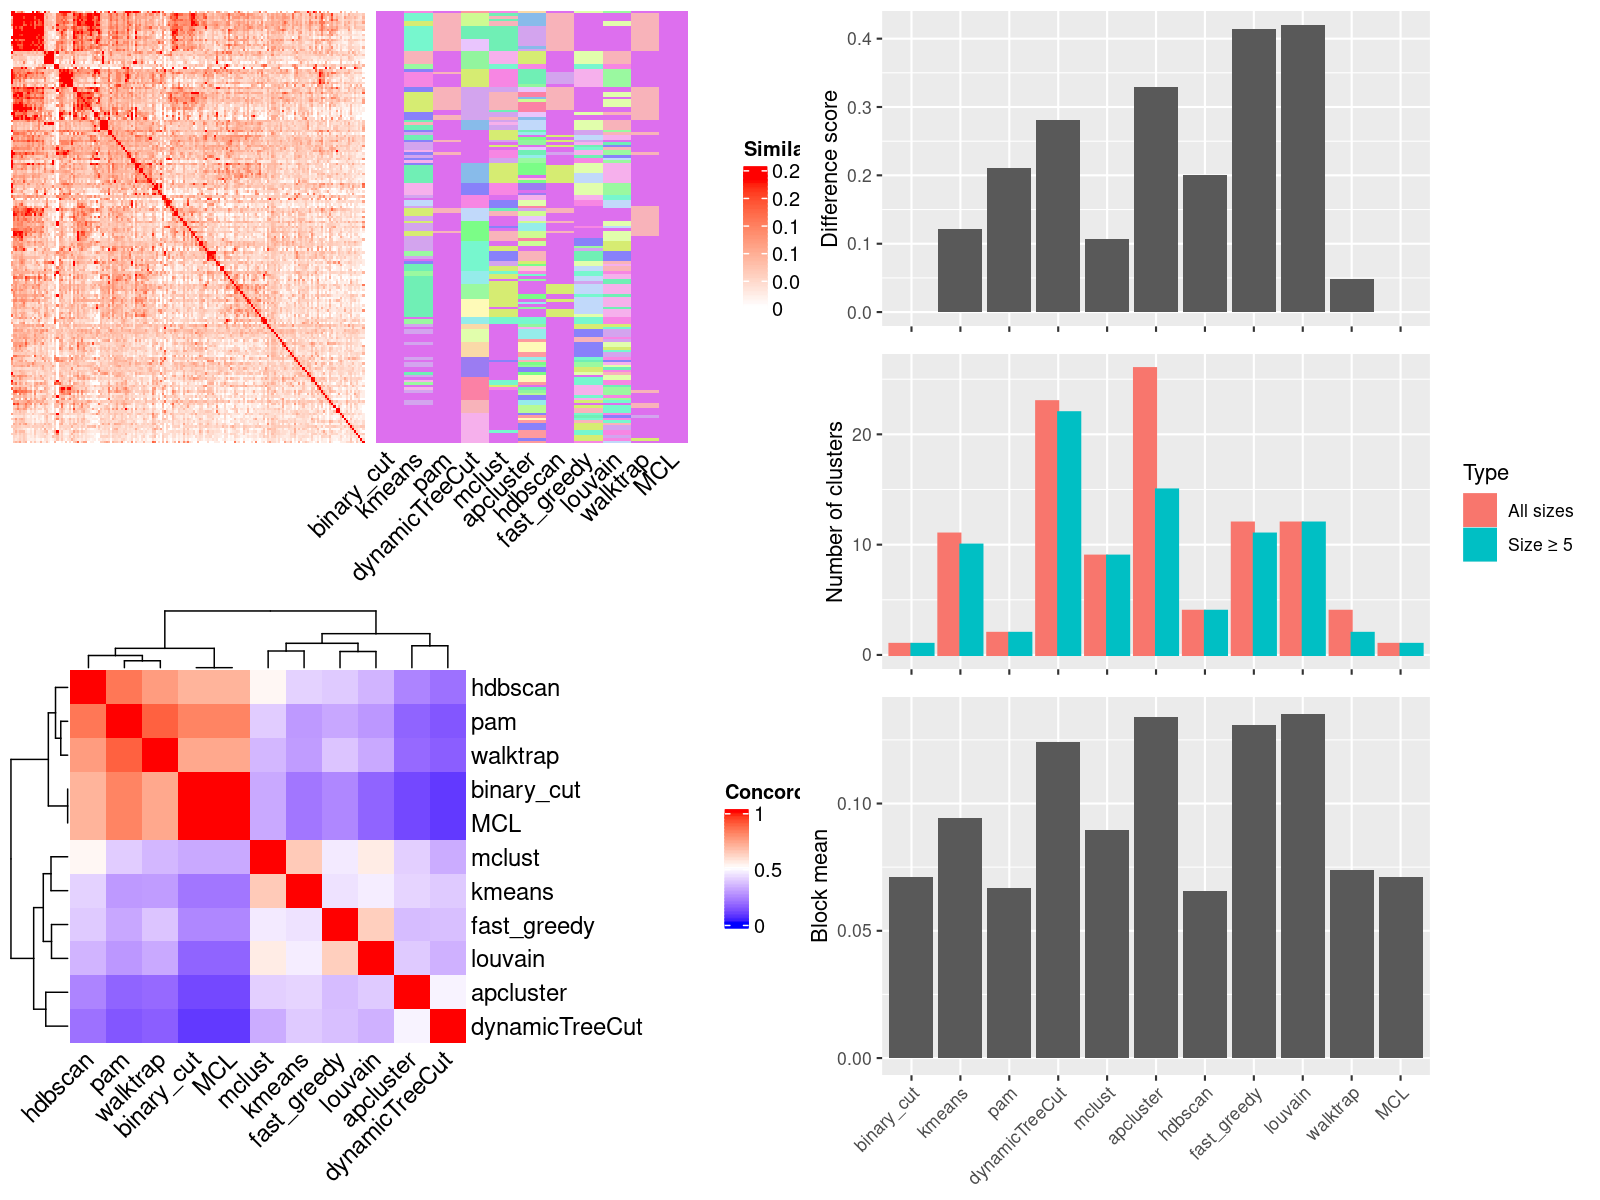 Simila
0.2
0.2
0.1
0.1
0.0
0
binary_cut
kmeans
pam
dynamicTreeCut
mclust
apcluster
hdbscan
fast_greedy
louvain
walktrap
MCL
hdbscan
pam
walktrap
binary_cut
MCL
mclust
kmeans
fast_greedy
louvain
apcluster
dynamicTreeCut
hdbscan
pam
walktrap
binary_cut
MCL
mclust
kmeans
fast_greedy
louvain
apcluster
dynamicTreeCut
Concord
1
0.5
0
Difference score
0.4
0.3
0.2
0.1
0.0
Number of clusters
20
10
0
Type
All sizes
Size ≥ 5
Block mean
0.10
0.05
0.00
binary_cut
kmeans
pam
dynamicTreeCut
mclust
apcluster
hdbscan
fast_greedy
louvain
walktrap
MCL